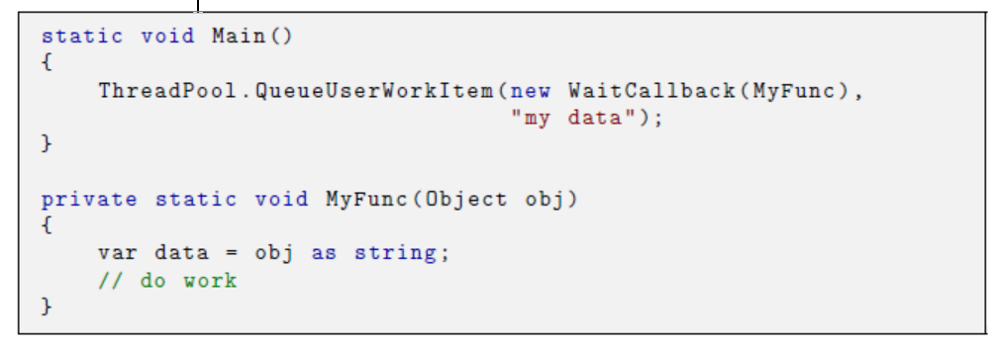 static void Main()
{
    ThreadPool.QueueUserWorkItem(new WaitCallback(MyFunc),
                                 "my data");
}

private static void MyFunc(Object obj)
{
    var data = obj as string;
    // do work
}